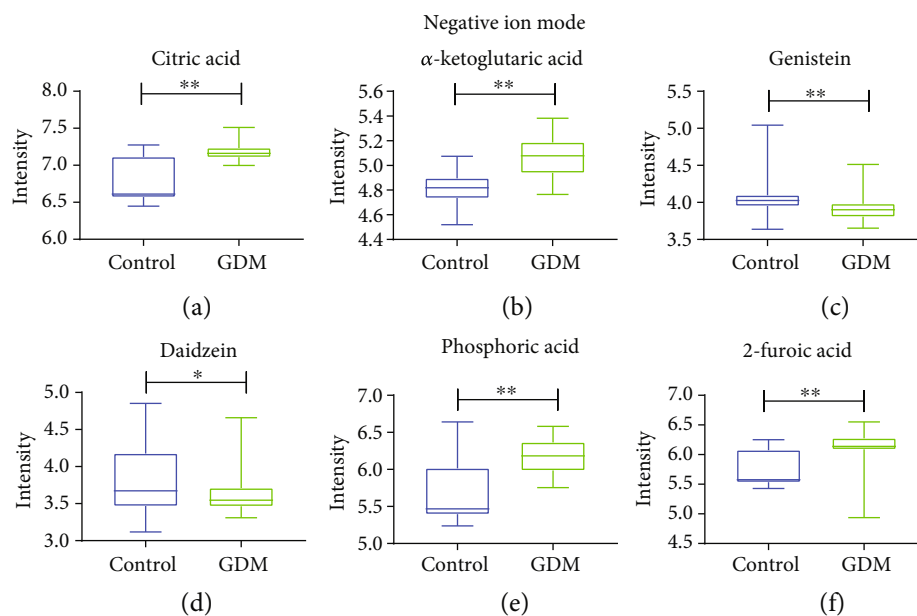 Negative ion mode
Citric acid
**
Intensity
8.0
7.5
7.0
6.5
6.0
Control GDM
(a)
α-ketoglutaric acid
**
Intensity
5.6
5.4
5.2
5.0
4.8
4.6
4.4
Control GDM
(b)
Genistein
**
Intensity
5.5
5.0
4.5
4.0
3.5
Control GDM
(c)
Daidzein
*
Intensity
5.0
4.5
4.0
3.5
3.0
Control GDM
(d)
Phosphoric acid
**
Intensity
7.0
6.5
6.0
5.5
5.0
Control GDM
(e)
2-furoic acid
**
Intensity
7.0
6.5
6.0
5.5
5.0
4.5
Control GDM
(f)